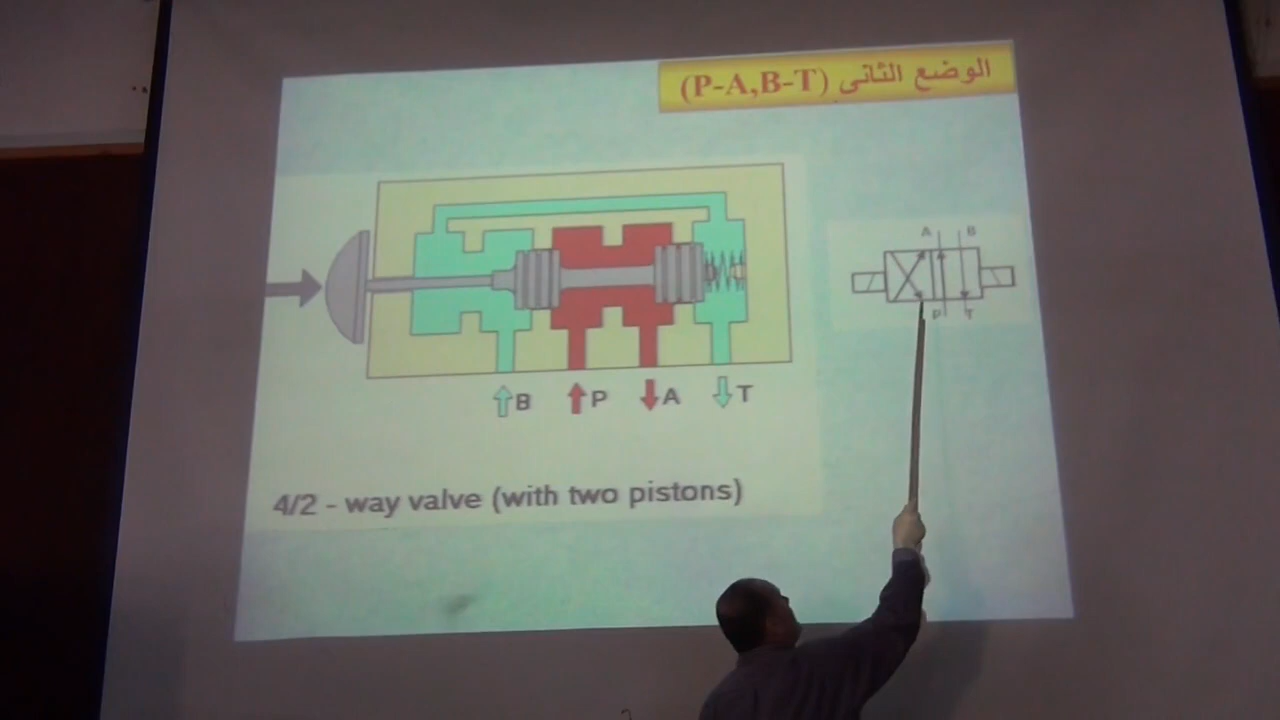 الوضع الثانى (P-A,B-T)
A B
P T
B P A T
4/2 - way valve (with two pistons)